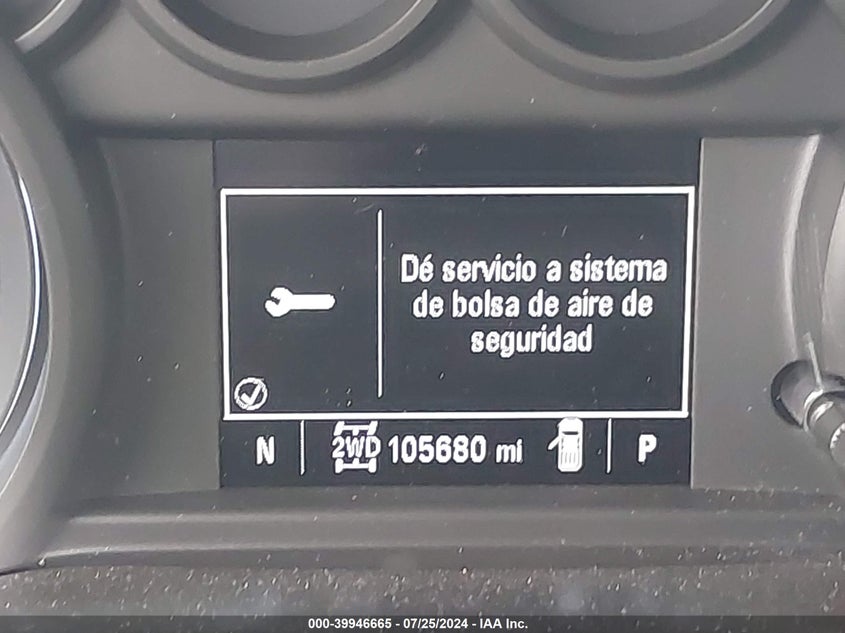 Dé servicio a sistema
de bolsa de aire de
seguridad
N 2WD 105680 mi P
000-39946665 - 07/25/2024 - IAA Inc.